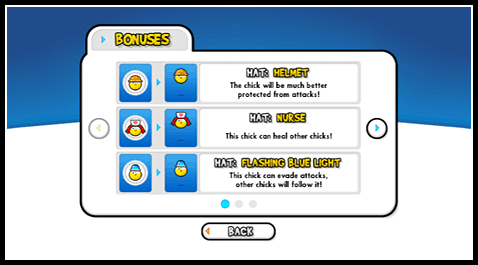 BONUSES
HAT: HELMET
The chick will be much better
protected from attacks!
HAT: NURSE
This chick can heal other chicks!
HAT: FLASHING BLUE LIGHT
This chick can evade attacks,
other chicks will follow it!
BACK